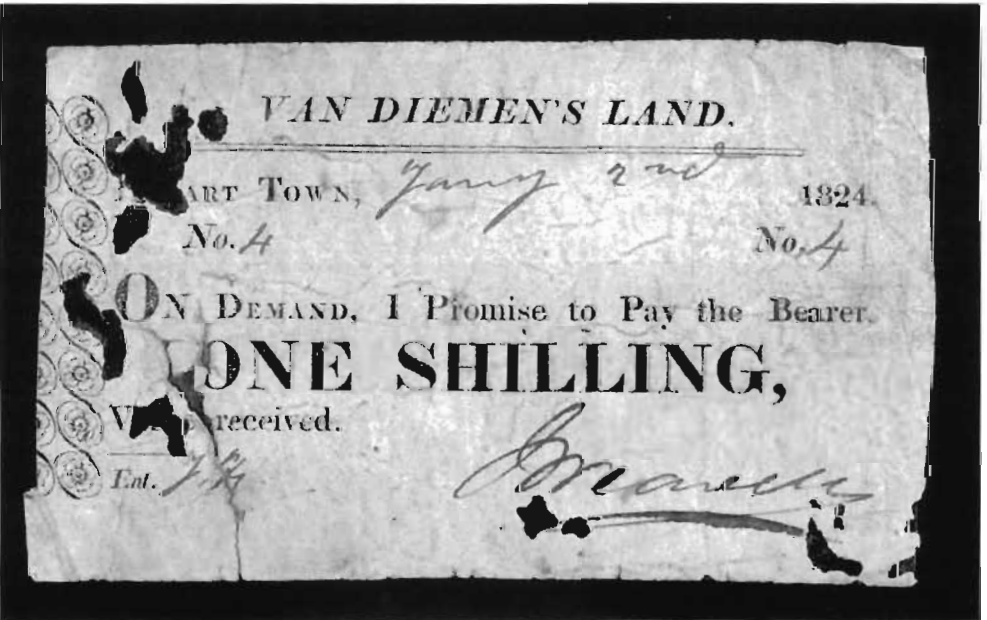 VAN DIEMEN'S LAND.
ART TOWN, Jany 2nd 1824.
No. 4 No. 4
ON DEMAND, I Promise to Pay the Bearer.
ONE SHILLING,
received.
Ent.